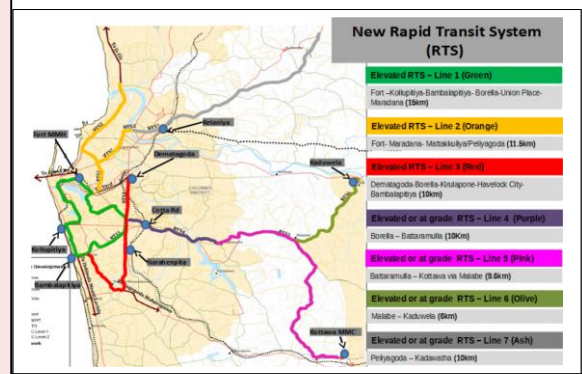 New Rapid Transit System
(RTS)
Elevated RTS – Line 1 (Green)
Fort –Kollupitiya-Bambalapitiya- Borella-Union Place-
Maradana (15km)
Elevated RTS – Line 2 (Orange)
Fort- Maradana- Mattakkuliya/Peliyagoda (11.5km)
Elevated RTS – Line 3 (Red)
Dematagoda-Borella-Kirulapone-Havelock City-
Bambalapitiya (10km)
Elevated or at grade RTS – Line 4 (Purple)
Borella – Battaramulla (10Km)
Elevated or at grade RTS – Line 5 (Pink)
Battaramulla – Kottawa via Malabe (9.6km)
Elevated or at grade RTS – Line 6 (Olive)
Malabe – Kaduwela (6km)
Elevated or at grade RTS – Line 7 (Ash)
Peliyagoda – Kadawatha (10km)
Kelaniya
Fort MMH
Dematagoda
Kaduwela
Cotta Rd
Kollupitiya
Narahenpita
Bambalapitiya
Kottawa MMC